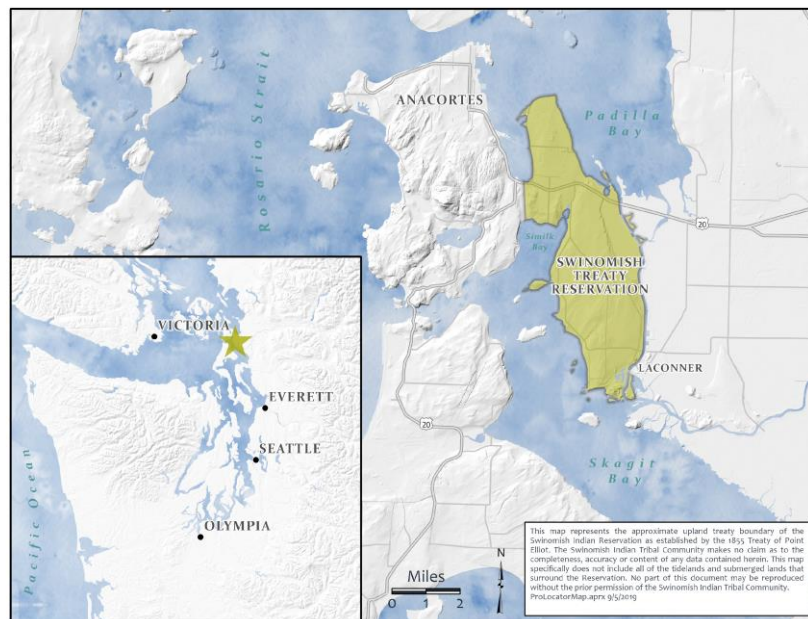 Rosario Strait
ANACORTES
Padilla
Bay
20
Similk
Bay
SWINOMISH
TREATY
RESERVATION
LACONNER
20
Skagit
Bay
VICTORIA
EVERETT
SEATTLE
OLYMPIA
Pacific Ocean
Miles
0 1 2
N
This map represents the approximate upland treaty boundary of the
Swinomish Indian Reservation as established by the 1855 Treaty of Point
Elliot. The Swinomish Indian Tribal Community makes no claim as to the
completeness, accuracy or content of any data contained herein. This map
specifically does not include all of the tidelands and submerged lands that
surround the Reservation. No part of this document may be reproduced
without the prior permission of the Swinomish Indian Tribal Community.
ProLocatorMap.aprx 9/5/2019